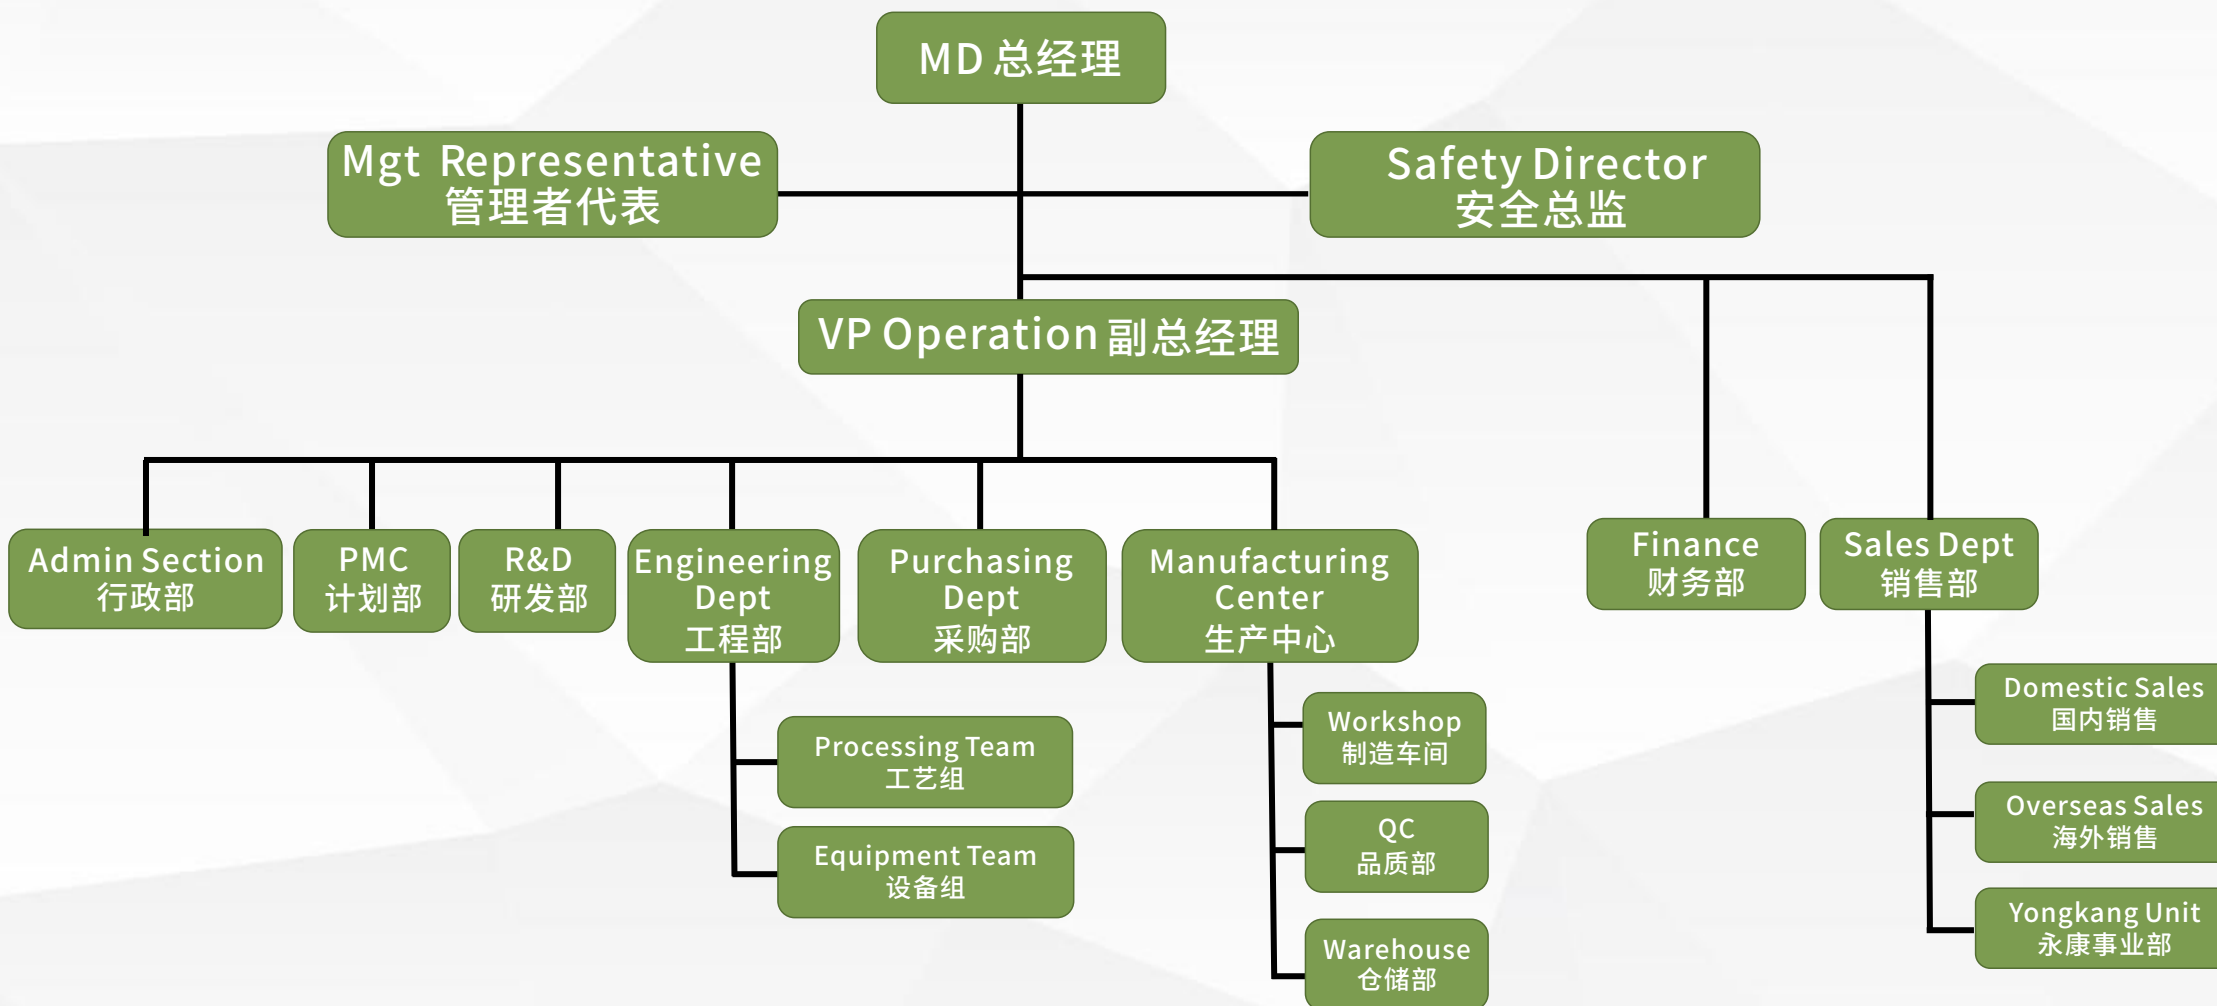 MD 总经理
Mgt Representative
管理者代表
Safety Director
安全总监
VP Operation 副总经理
Admin Section
行政部
PMC
计划部
R&D
研发部
Engineering
Dept
工程部
Purchasing
Dept
采购部
Manufacturing
Center
生产中心
Finance
财务部
Sales Dept
销售部
Processing Team
工艺组
Equipment Team
设备组
Workshop
制造车间
QC
品质部
Warehouse
仓储部
Domestic Sales
国内销售
Overseas Sales
海外销售
Yongkang Unit
永康事业部